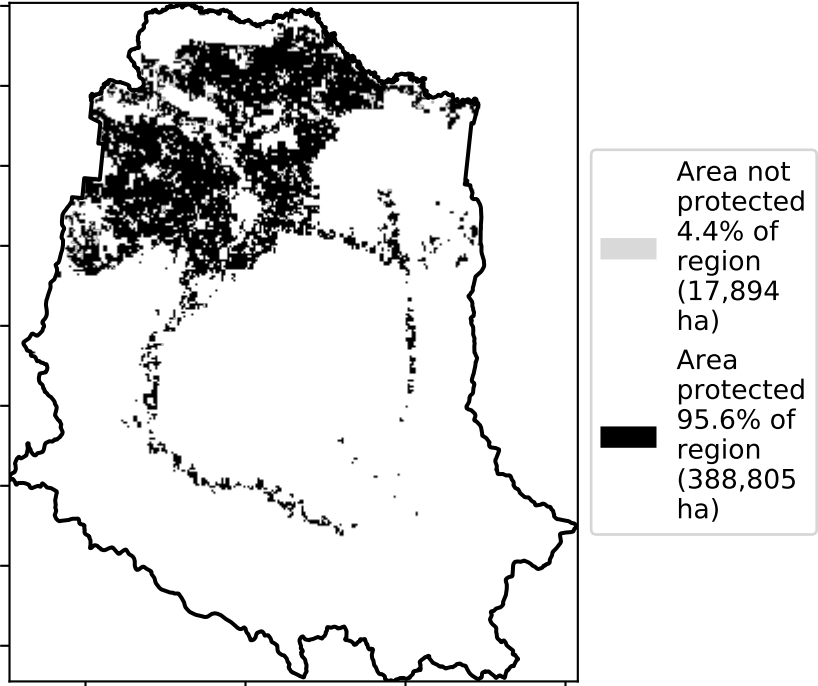 Area not
protected
4.4% of
region
(17,894
ha)
Area
protected
95.6% of
region
(388,805
ha)